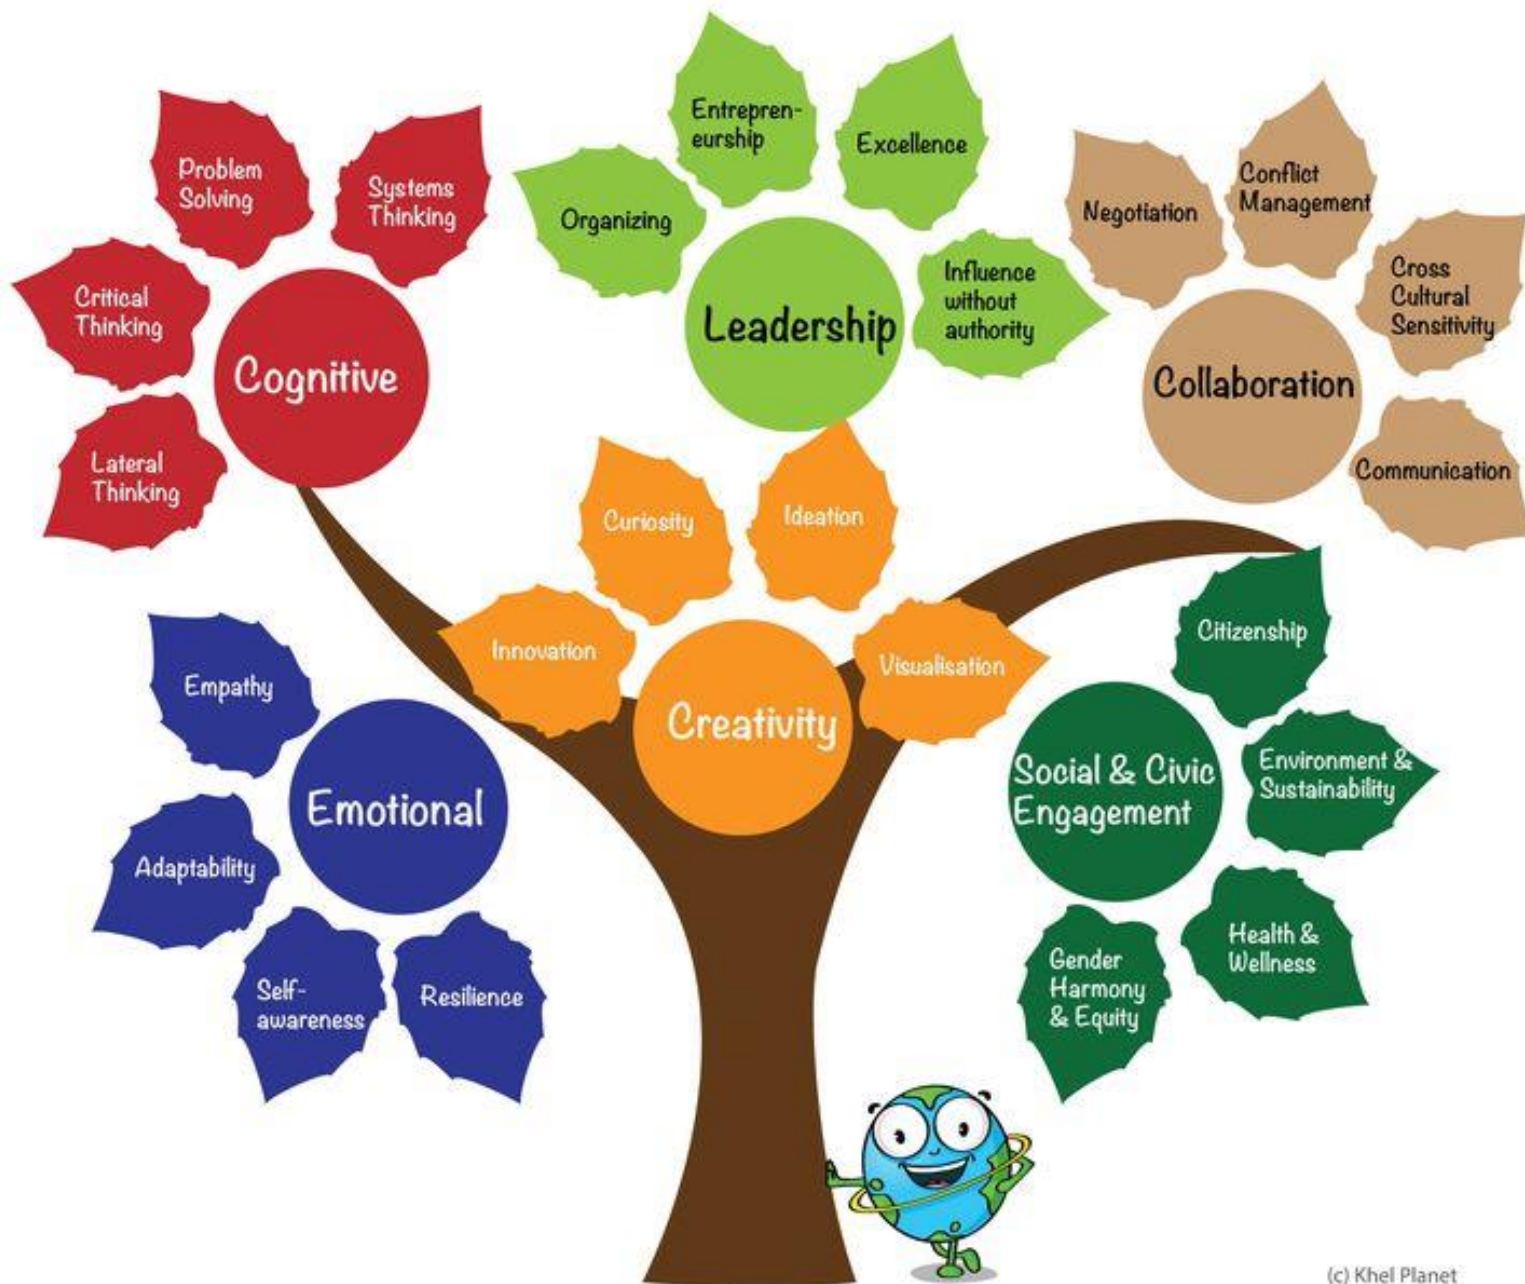 Problem
Solving
Systems
Thinking
Critical
Thinking
Lateral
Thinking
Cognitive
Entrepren-
eurship
Excellence
Organizing
Influence
without
authority
Leadership
Negotiation
Conflict
Management
Cross
Cultural
Sensitivity
Communication
Collaboration
Curiosity
Ideation
Innovation
Visualisation
Creativity
Empathy
Adaptability
Self-
awareness
Resilience
Emotional
Citizenship
Environment &
Sustainability
Health &
Wellness
Gender
Harmony
& Equity
Social & Civic
Engagement
(c) Khel Planet